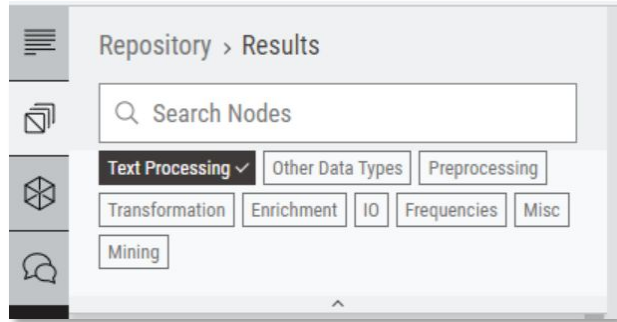 Repository › Results
Search Nodes
Text Processing Other Data Types Preprocessing
Transformation Enrichment IO Frequencies Misc
Mining